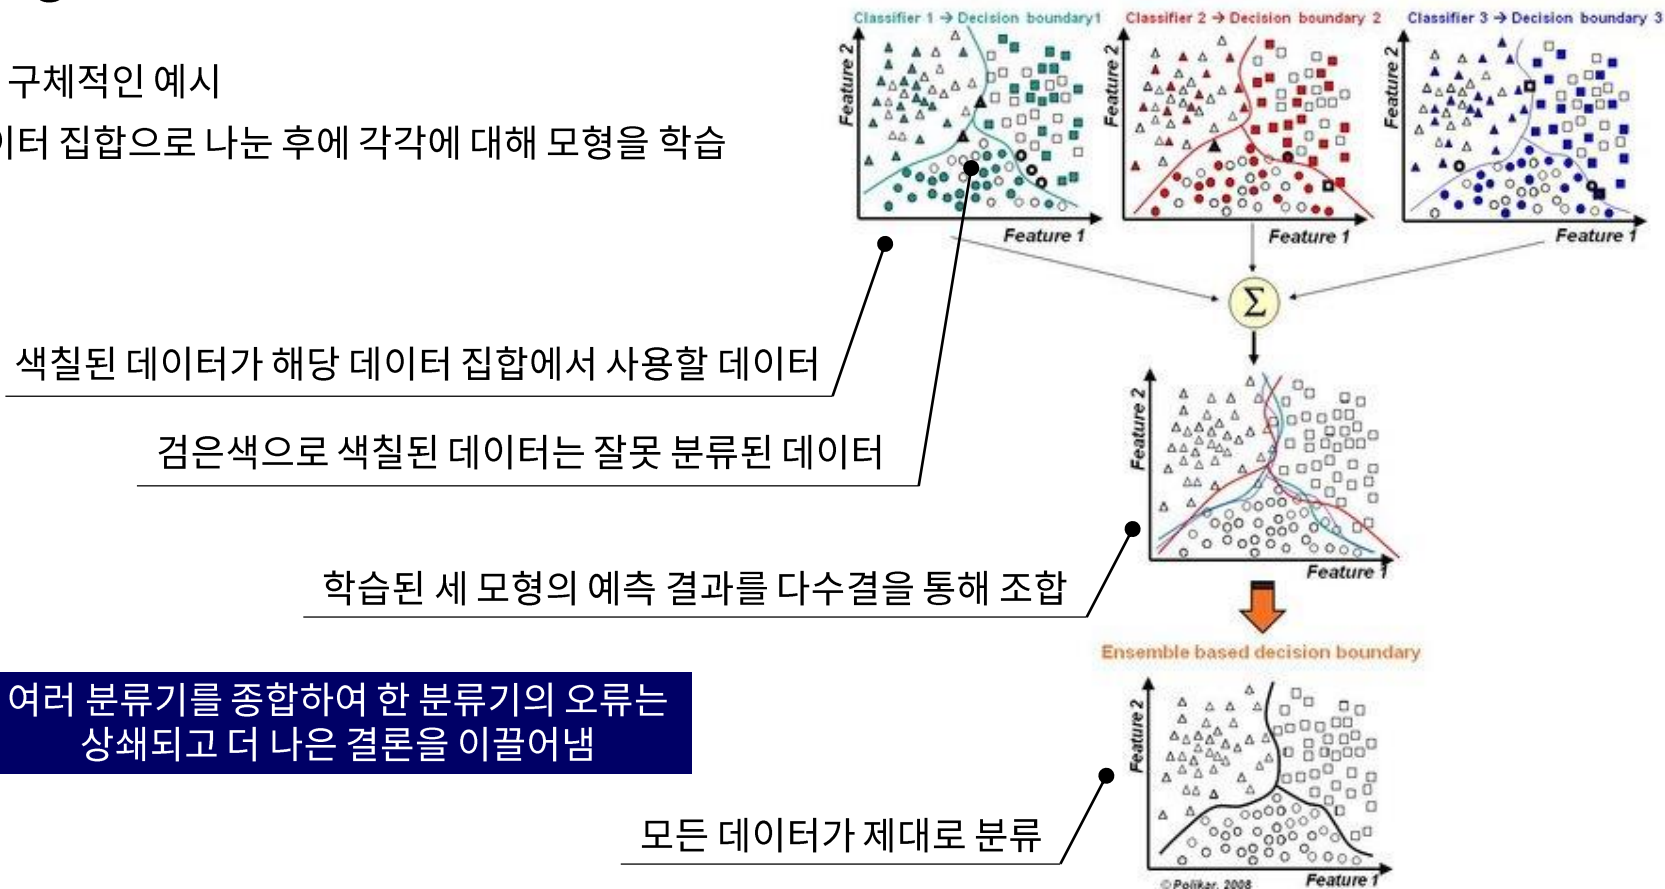 구체적인 예시
이터 집합으로 나눈 후에 각각에 대해 모형을 학습
Classifier 1 → Decision boundary1
Classifier 2 → Decision boundary 2
Classifier 3 → Decision boundary 3
Feature 2
Feature 1
Feature 2
Feature 1
Feature 2
Feature 1
Σ
색칠된 데이터가 해당 데이터 집합에서 사용할 데이터
검은색으로 색칠된 데이터는 잘못 분류된 데이터
Feature 2
Feature 1
학습된 세 모형의 예측 결과를 다수결을 통해 조합
Ensemble based decision boundary
여러 분류기를 종합하여 한 분류기의 오류는
상쇄되고 더 나은 결론을 이끌어냄
Feature 2
Feature 1
모든 데이터가 제대로 분류
© Polikar, 2008